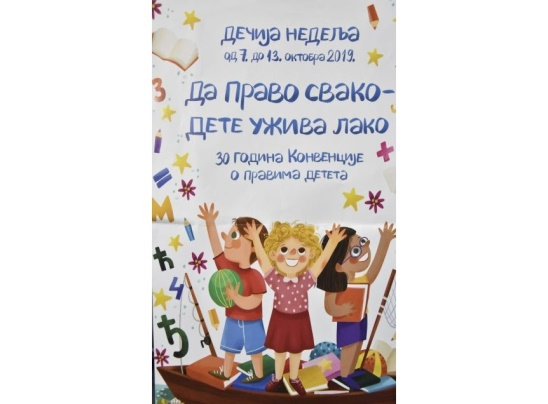 ДЕЧИЈА НЕДЕЉА
од 7. до 13. октобра 2019.
ДА ПРАВО СВАКО-
ДЕТЕ УЖИВА ЛАКО
30 ГОДИНА КОНВЕНЦИЈЕ
О ПРАВИМА ДЕТЕТА
З
М
Ћ
Ч
Ђ